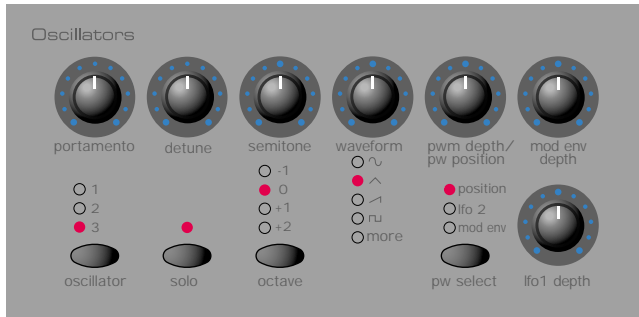 Oscillators
portamento
detune
semitone
waveform
pwm depth/
pw position
mod env
depth
1
2
3
oscillator
solo
-1
0
+1
+2
octave
more
position
lfo 2
mod env
pw select
lfo1 depth